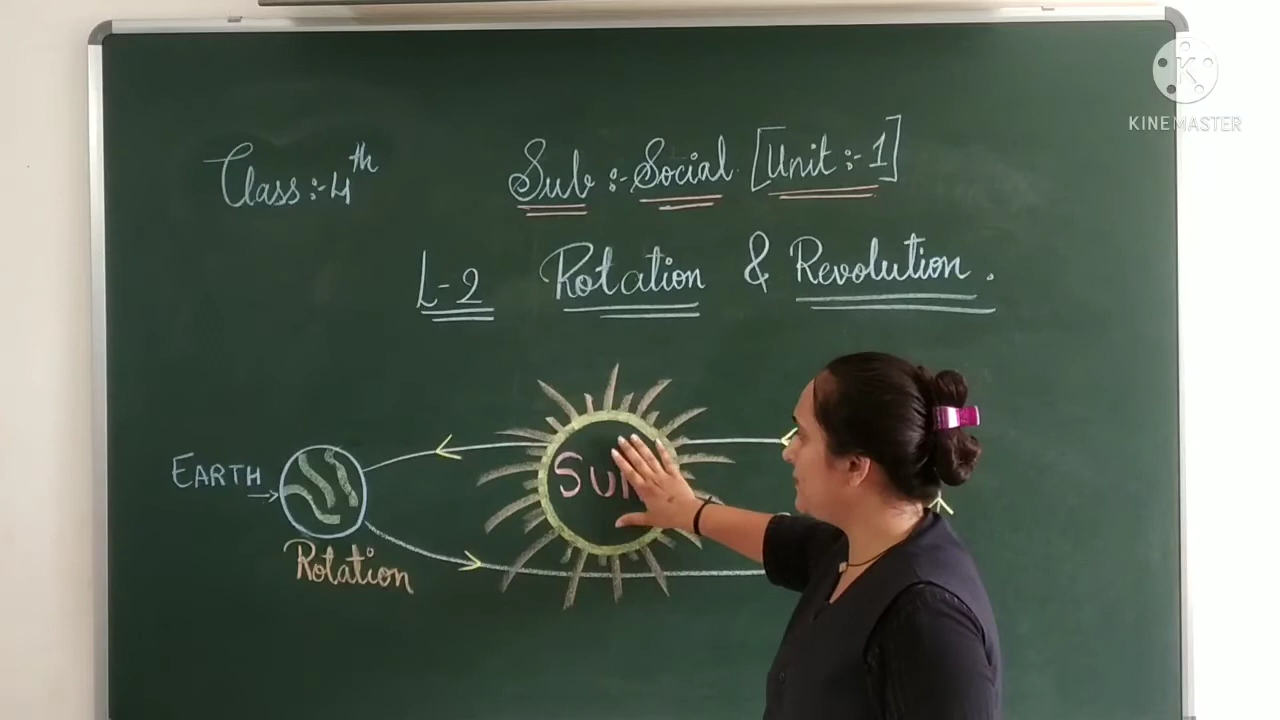 KINEMASTER
Class:-4th
Sub:-Social [Unit:-1]
L-2 Rotation & Revolution.
EARTH
SUN
Rotation